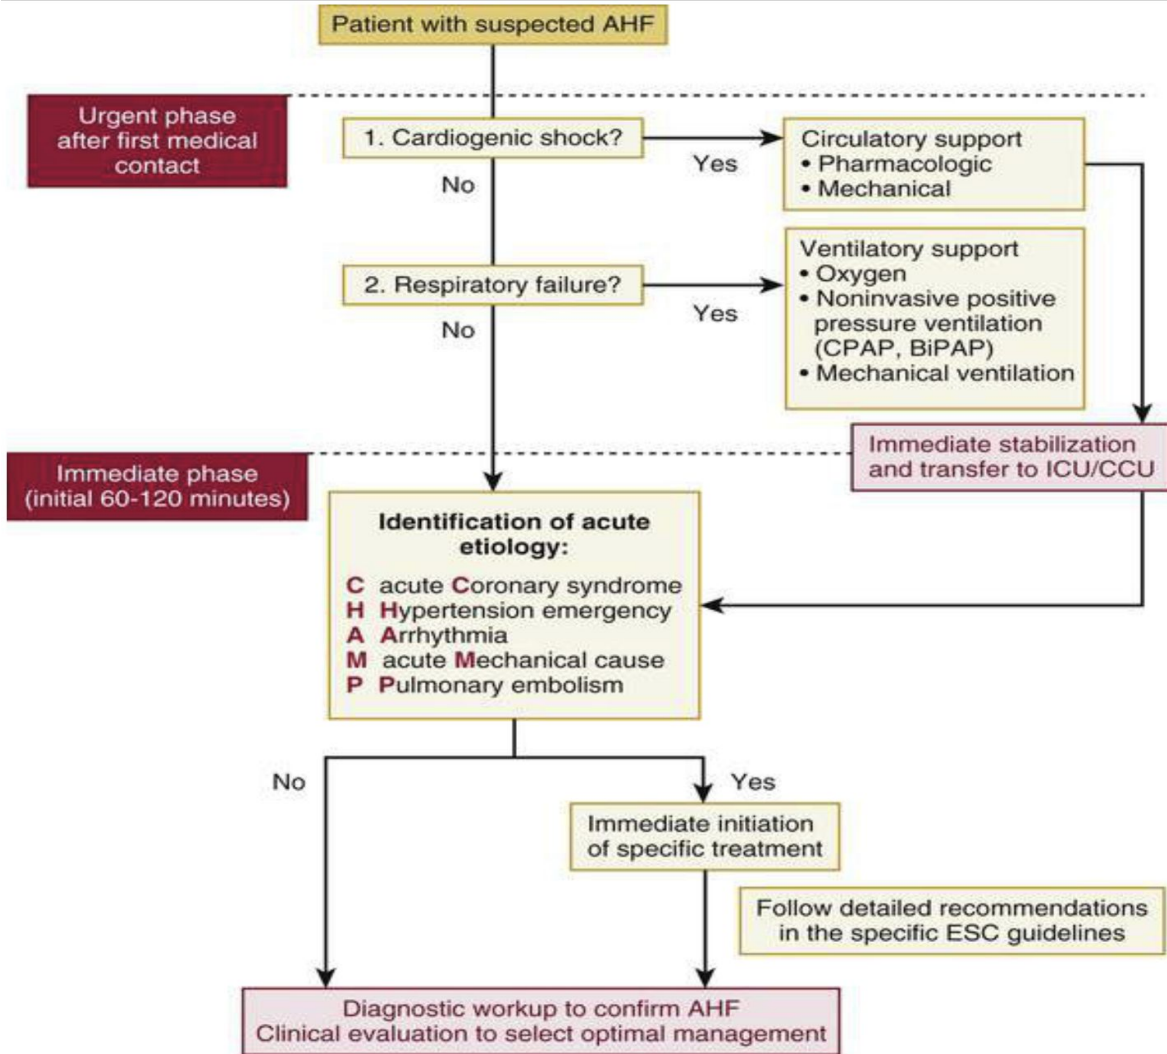 Patient with suspected AHF
Urgent phase
after first medical
contact
1. Cardiogenic shock?
Yes
No
Circulatory support
• Pharmacologic
• Mechanical
2. Respiratory failure?
Yes
No
Ventilatory support
• Oxygen
• Noninvasive positive
pressure ventilation
(CPAP, BiPAP)
• Mechanical ventilation
Immediate stabilization
and transfer to ICU/CCU
Immediate phase
(initial 60-120 minutes)
Identification of acute
etiology:
C acute Coronary syndrome
H Hypertension emergency
A Arrhythmia
M acute Mechanical cause
P Pulmonary embolism
No
Yes
Immediate initiation
of specific treatment
Follow detailed recommendations
in the specific ESC guidelines
Diagnostic workup to confirm AHF
Clinical evaluation to select optimal management